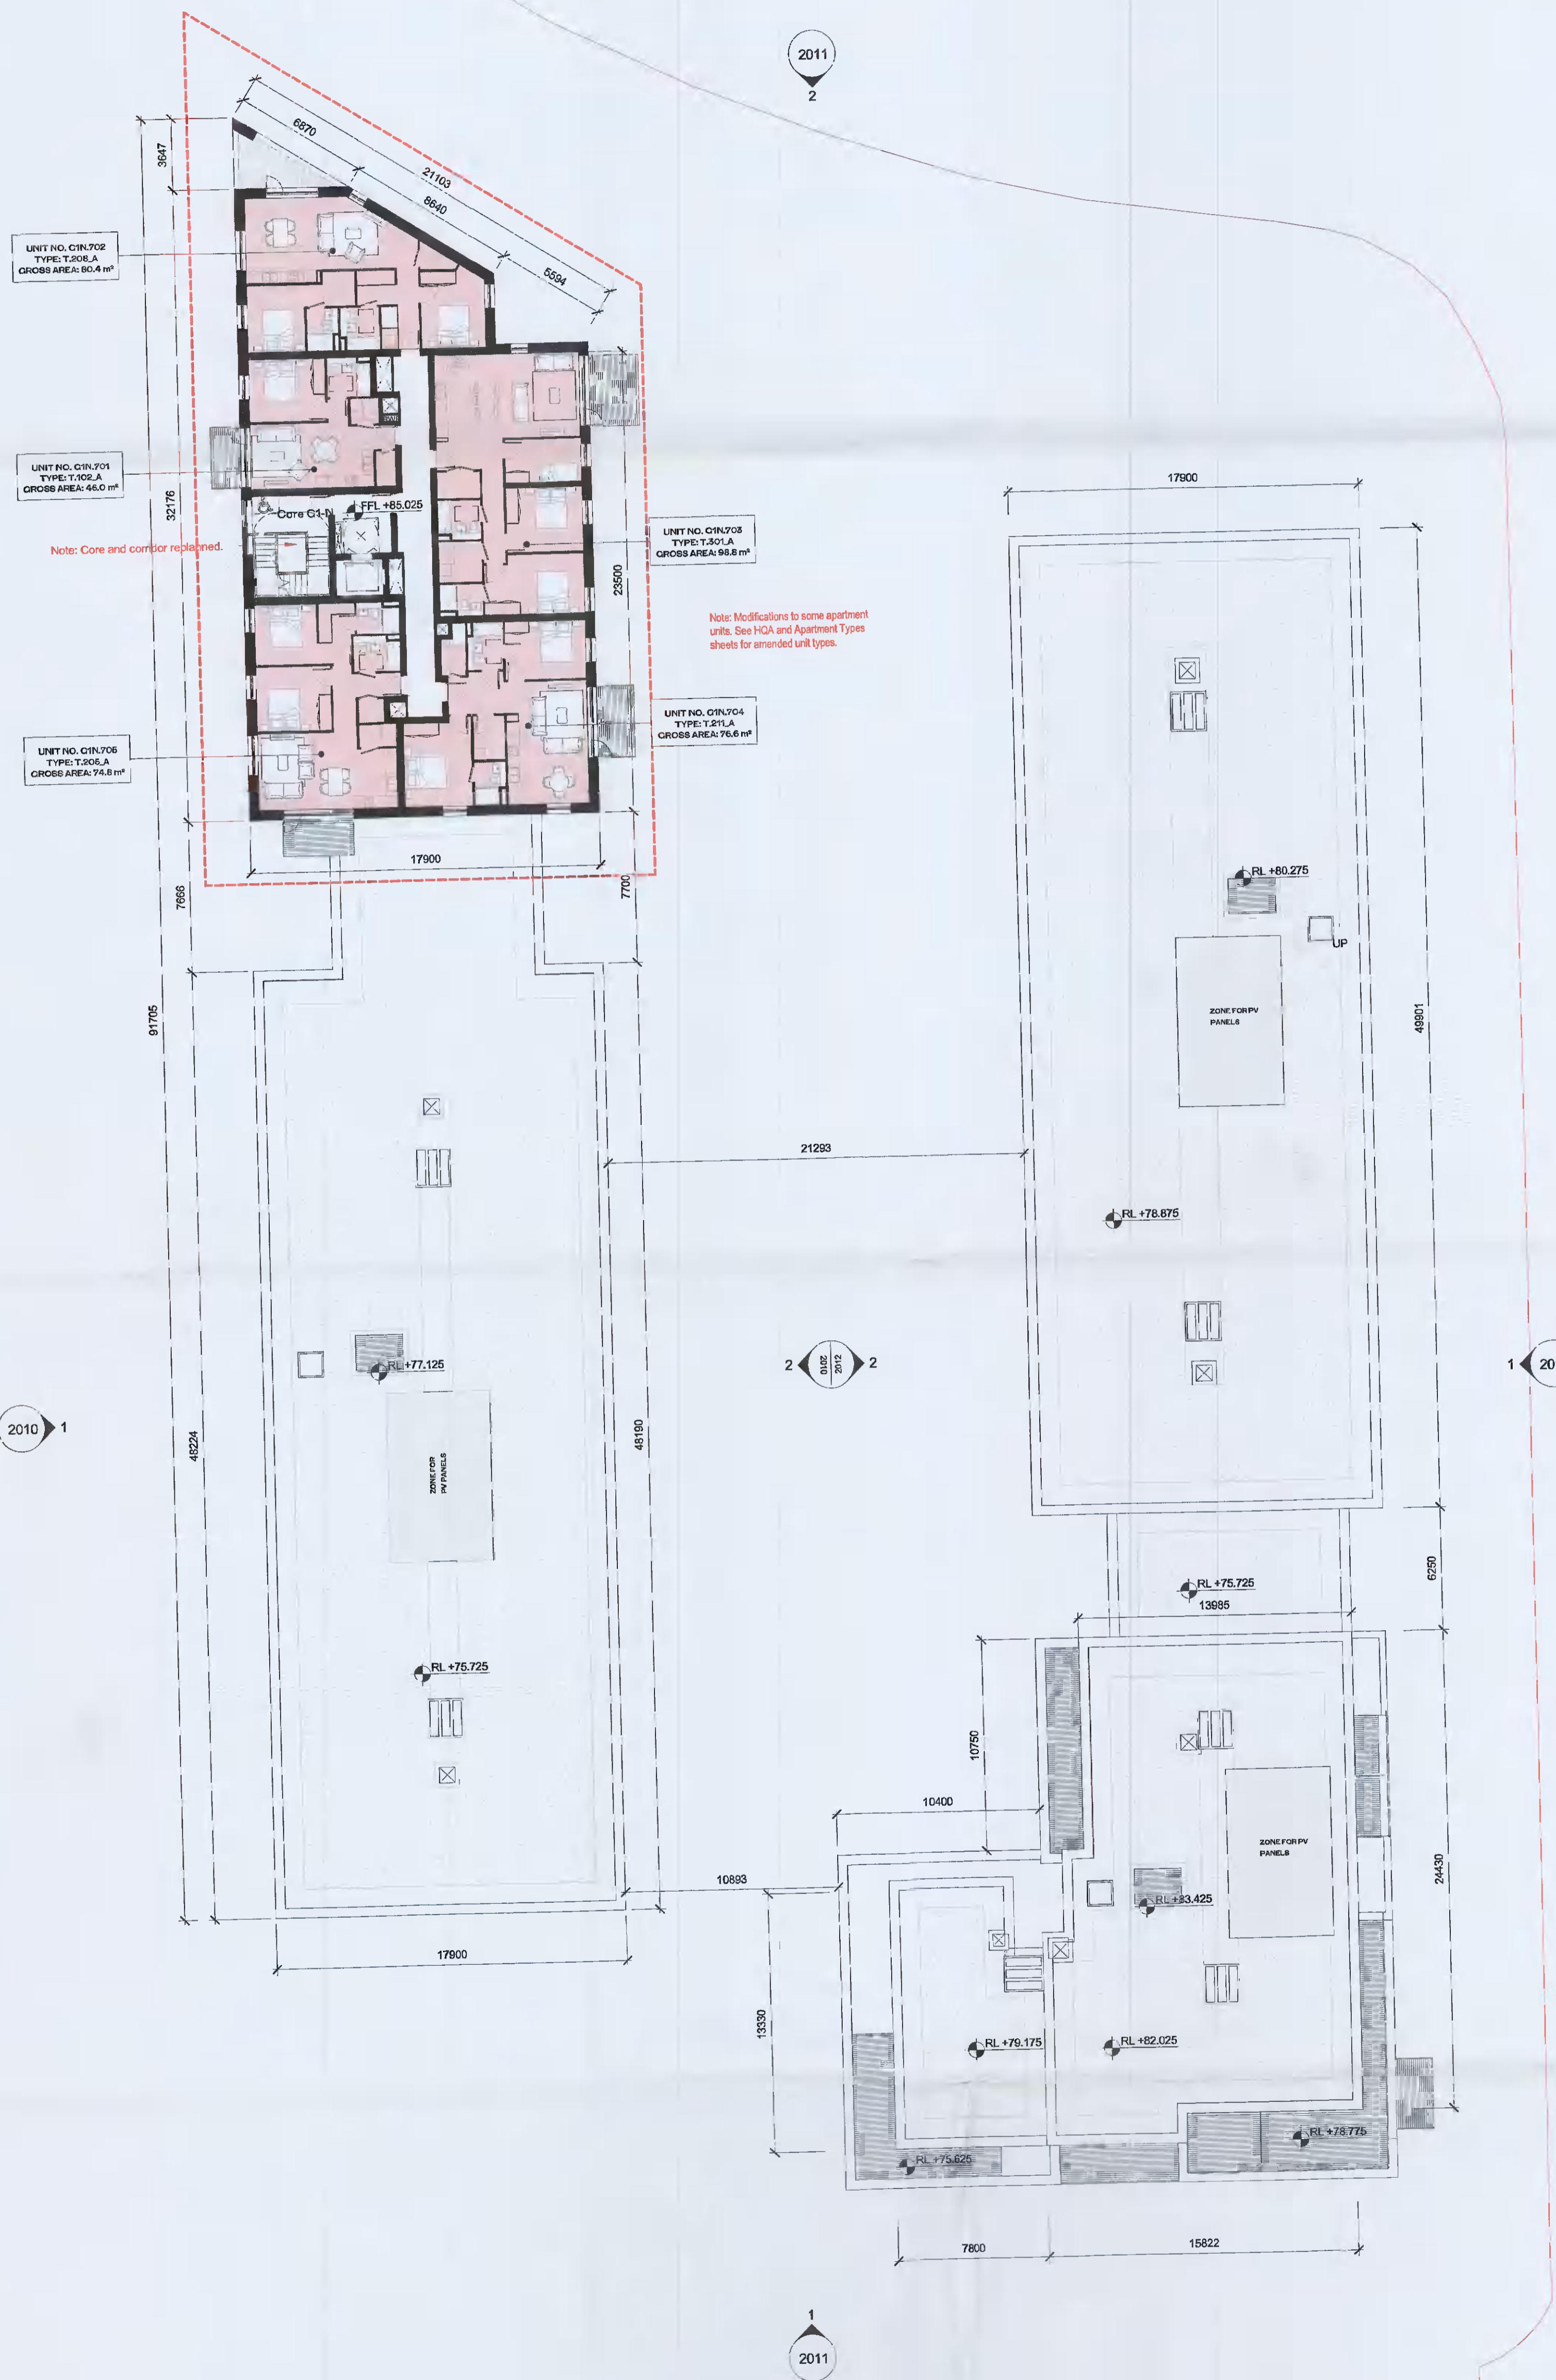 2011
2
6870
21103
8640
5594
3647
UNIT NO. C1N.702
TYPE: T.208_A
GROSS AREA: 80.4 m²
UNIT NO. C1N.701
TYPE: T.102_A
GROSS AREA: 46.0 m²
32176
Core C1-N
FFL +85.025
Note: Core and corridor replanned.
UNIT NO. C1N.703
TYPE: T.301_A
GROSS AREA: 98.8 m²
23500
Note: Modifications to some apartment
units. See HQA and Apartment Types
sheets for amended unit types.
UNIT NO. C1N.704
TYPE: T.211_A
GROSS AREA: 76.6 m²
UNIT NO. C1N.705
TYPE: T.205_A
GROSS AREA: 74.8 m²
17900
7666
7700
91705
17900
RL +80.275
UP
ZONE FOR PV
PANELS
49901
21293
RL +78.875
RL +77.125
2
2010
2012
2
1
20
2010
1
48224
ZONE FOR
PV PANELS
48190
6250
RL +75.725
13985
RL +75.725
10750
10400
ZONE FOR PV
PANELS
10893
RL +83.425
24430
17900
13330
RL +79.175
RL +82.025
RL +78.775
RL +75.625
7800
15822
1
2011